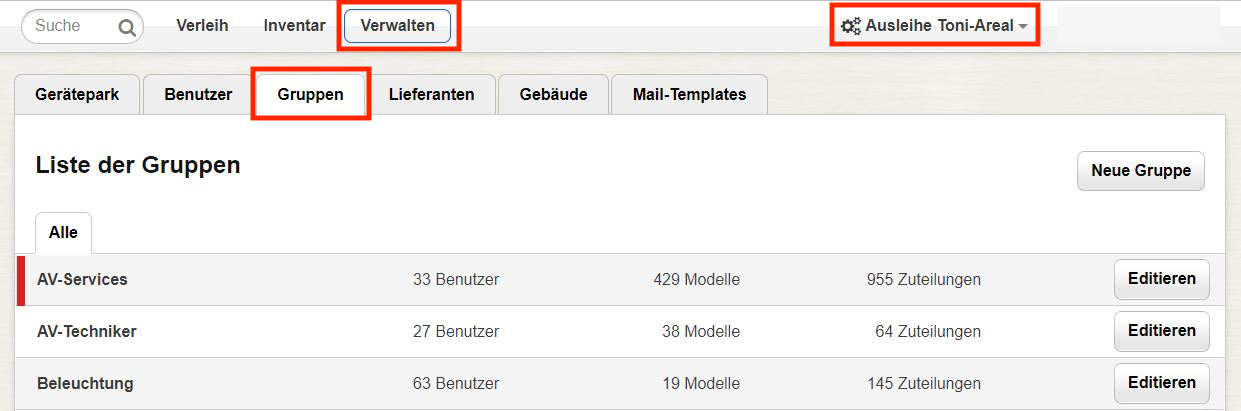 Suche Verleih Inventar Verwalten Ausleihe Toni-Areal
Gerätepark Benutzer Gruppen Lieferanten Gebäude Mail-Templates
Liste der Gruppen
Neue Gruppe
Alle
AV-Services 33 Benutzer 429 Modelle 955 Zuteilungen Editieren
AV-Techniker 27 Benutzer 38 Modelle 64 Zuteilungen Editieren
Beleuchtung 63 Benutzer 19 Modelle 145 Zuteilungen Editieren